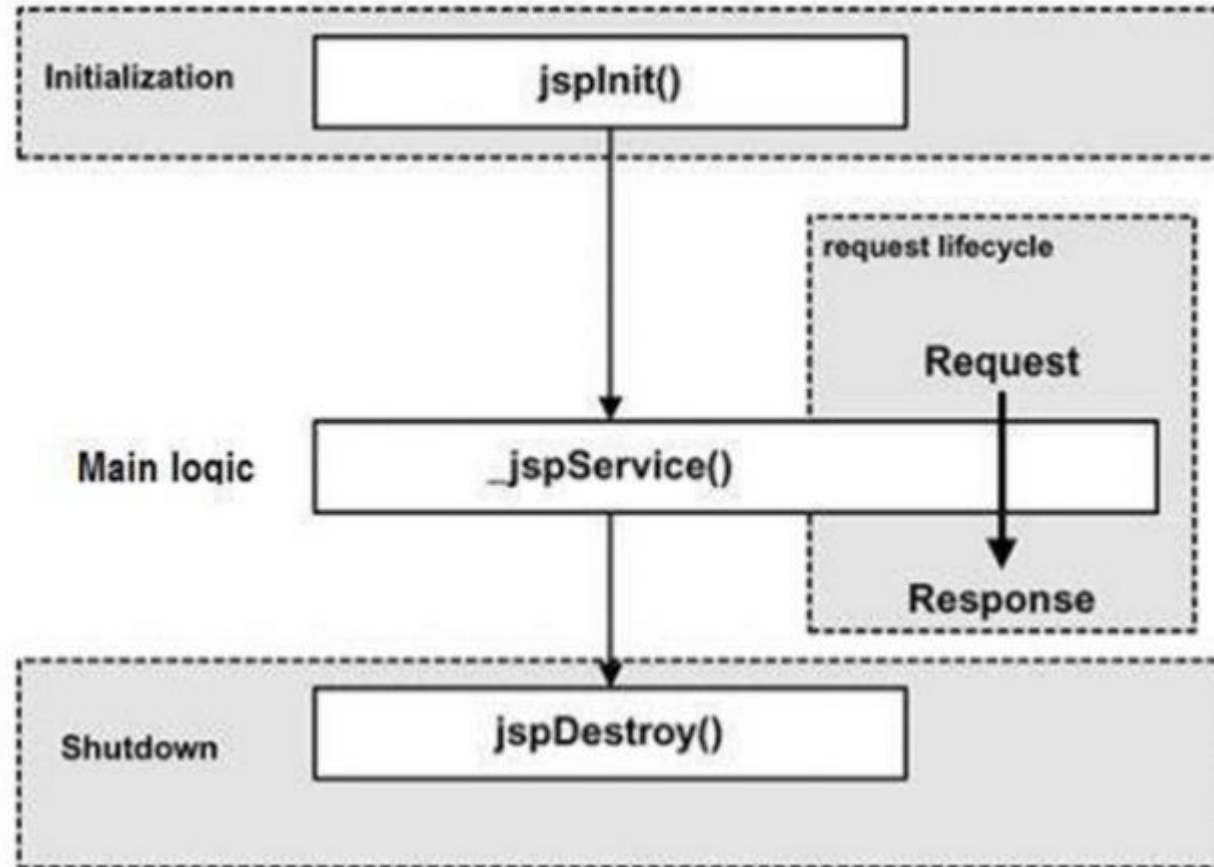 Initialization
jspInit()
request lifecycle
Request
Main logic
_jspService()
Response
jspDestroy()
Shutdown